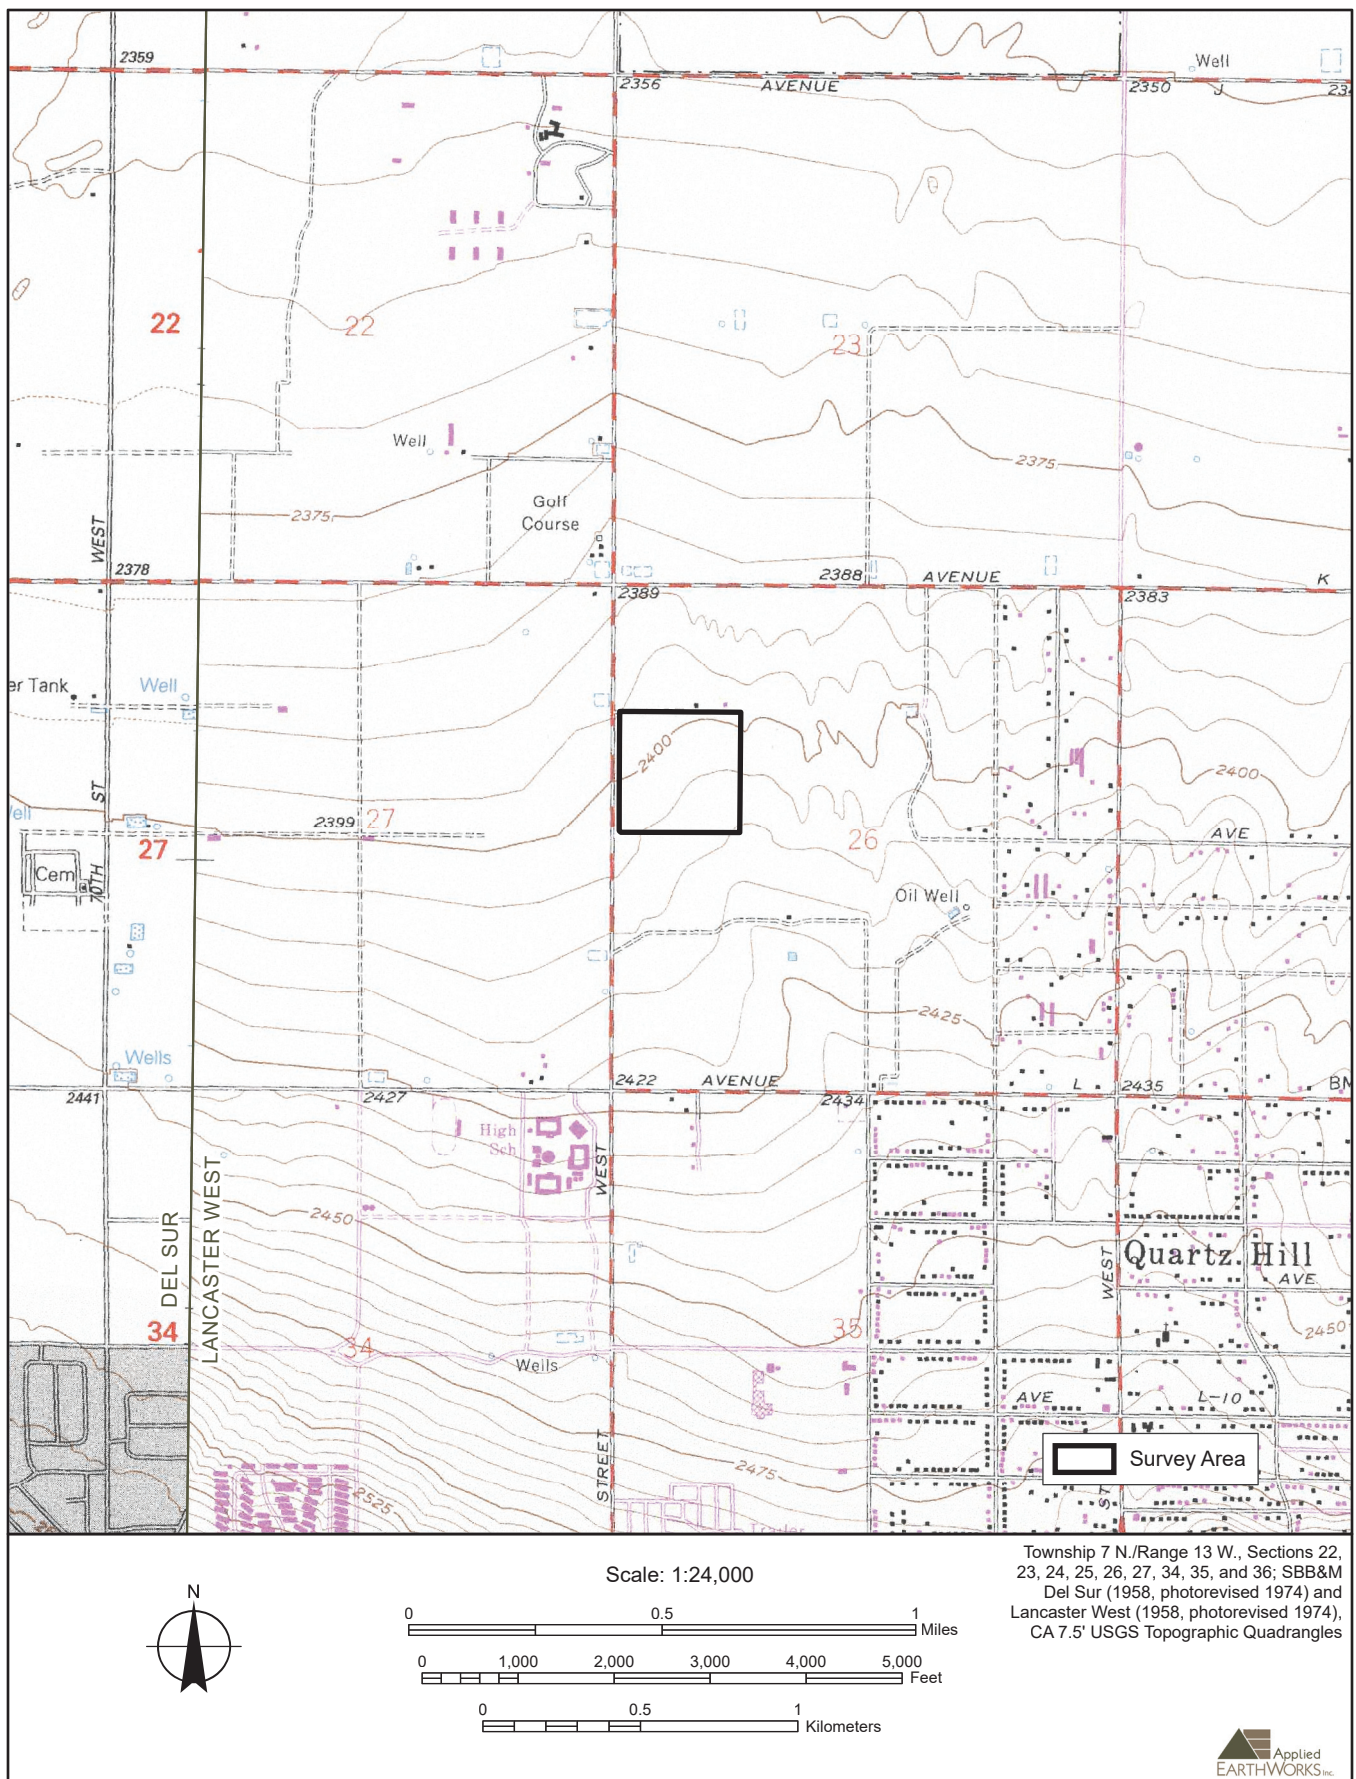 2359
2356
AVENUE
2350
J
Well
22
22
23
Well
2375
2375
Golf
Course
WEST
2378
2389
2388
AVENUE
2383
K
er Tank
Well
2400
2400
ST
2399
27
27
26
AVE
Cem
70TH
Oil Well
2425
Wells
2441
2427
2422
AVENUE
2434
L
2435
BM
High
Sch
WEST
2450
DEL SUR
LANCASTER WEST
Quartz Hill
WEST
AVE
34
34
35
2450
Wells
AVE
L-10
STREET
2475
2525
ST
Survey Area
Scale: 1:24,000
N
0 0.5 1
Miles
0 1,000 2,000 3,000 4,000 5,000
Feet
0 0.5 1
Kilometers
Township 7 N./Range 13 W., Sections 22,
23, 24, 25, 26, 27, 34, 35, and 36; SBB&M
Del Sur (1958, photorevised 1974) and
Lancaster West (1958, photorevised 1974),
CA 7.5' USGS Topographic Quadrangles
Applied
EARTHWORKS Inc.